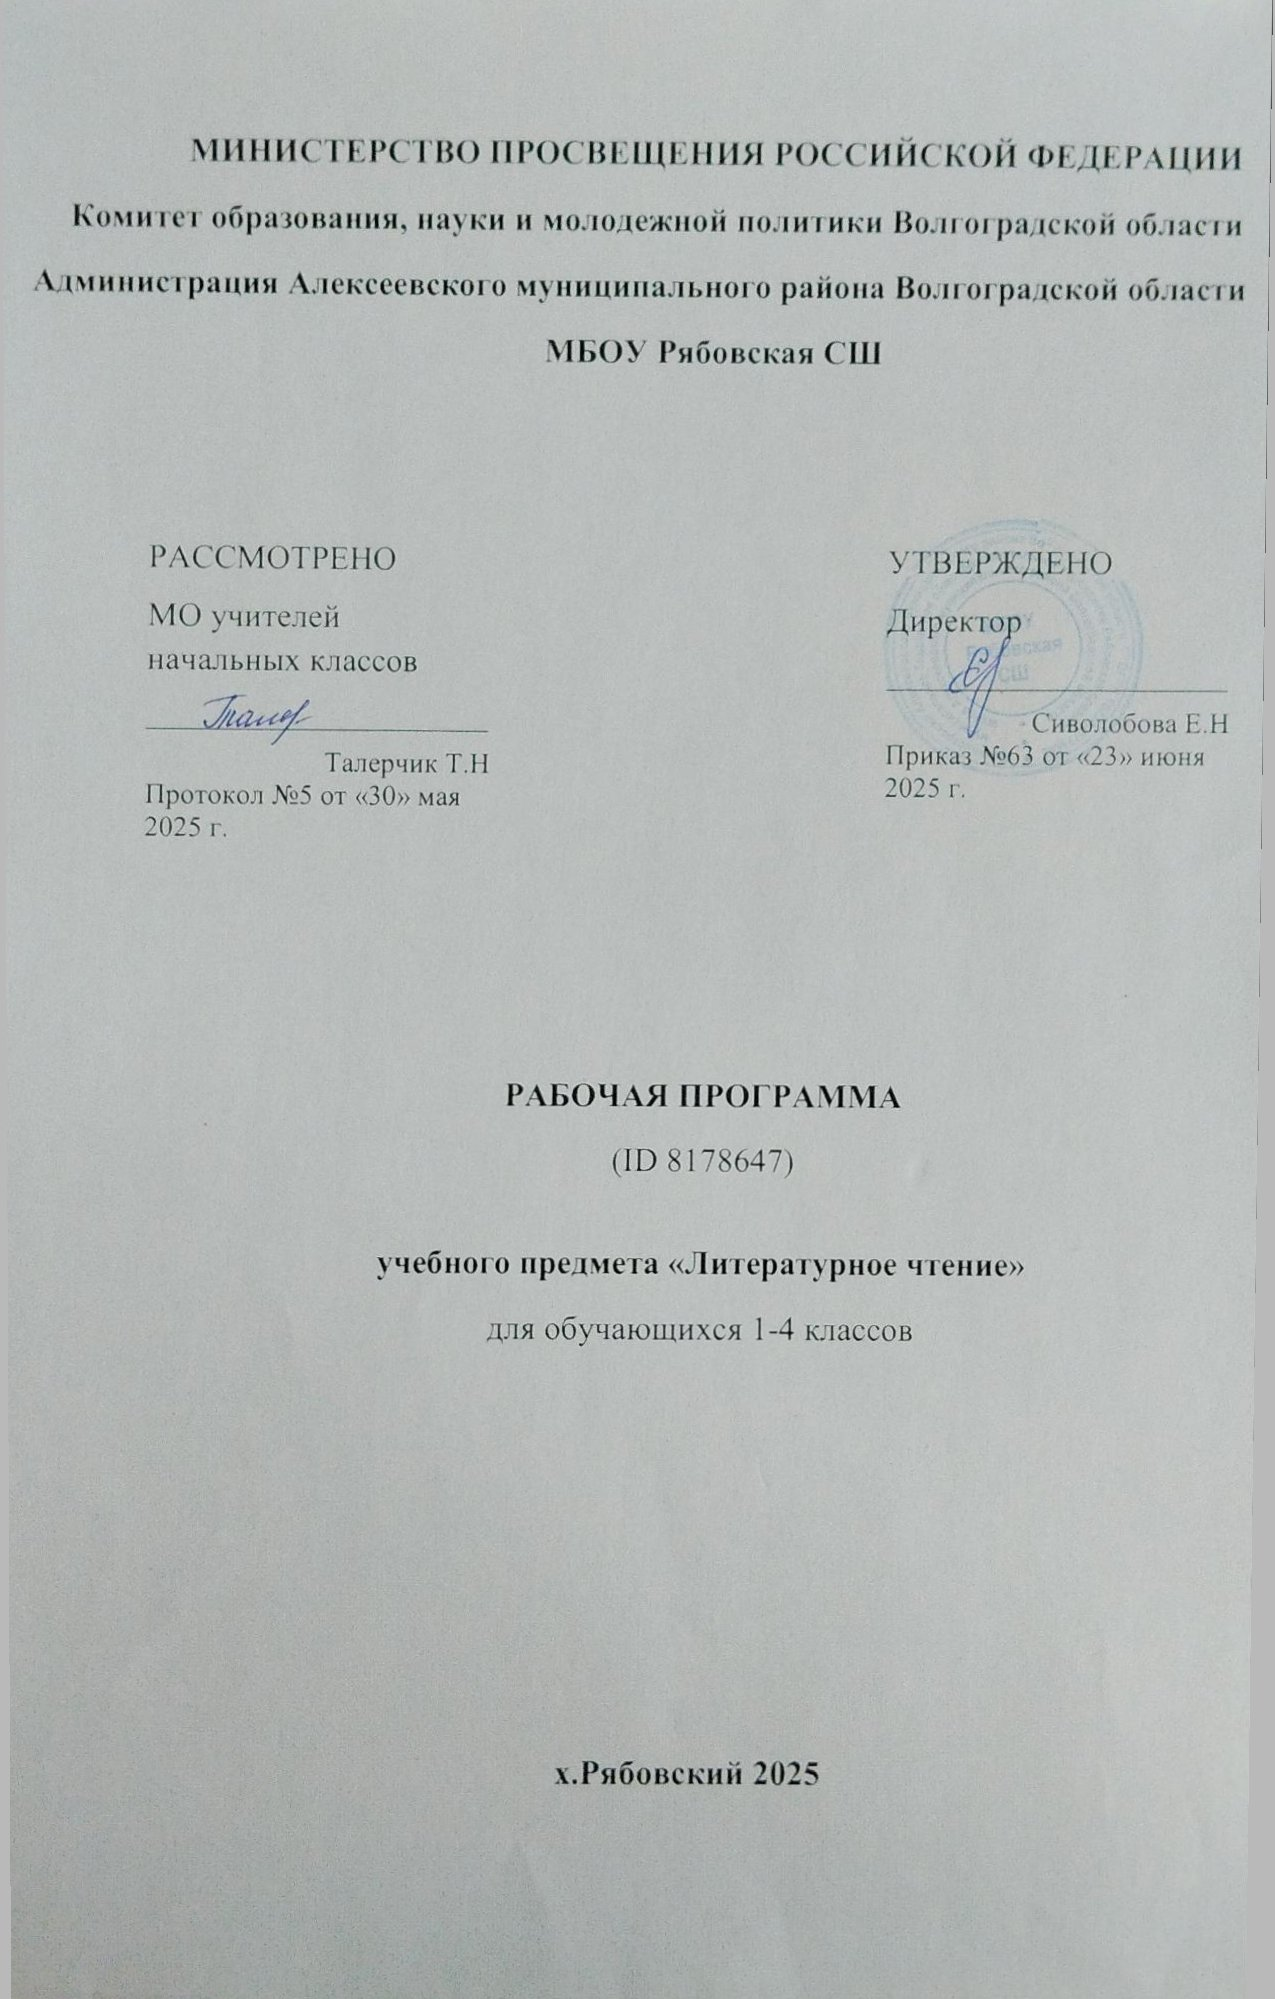 МИНИСТЕРСТВО ПРОСВЕЩЕНИЯ РОССИЙСКОЙ ФЕДЕРАЦИИ
Комитет образования, науки и молодежной политики Волгоградской области
Администрация Алексеевского муниципального района Волгоградской области
МБОУ Рябовская СШ
РАССМОТРЕНО
МО учителей
начальных классов
Талерчик Т.Н
Протокол №5 от «30» мая
2025 г.
УТВЕРЖДЕНО
Директор
Сиволобова Е.Н
Приказ №63 от «23» июня
2025 г.
РАБОЧАЯ ПРОГРАММА
(ID 8178647)
учебного предмета «Литературное чтение»
для обучающихся 1-4 классов
х.Рябовский 2025